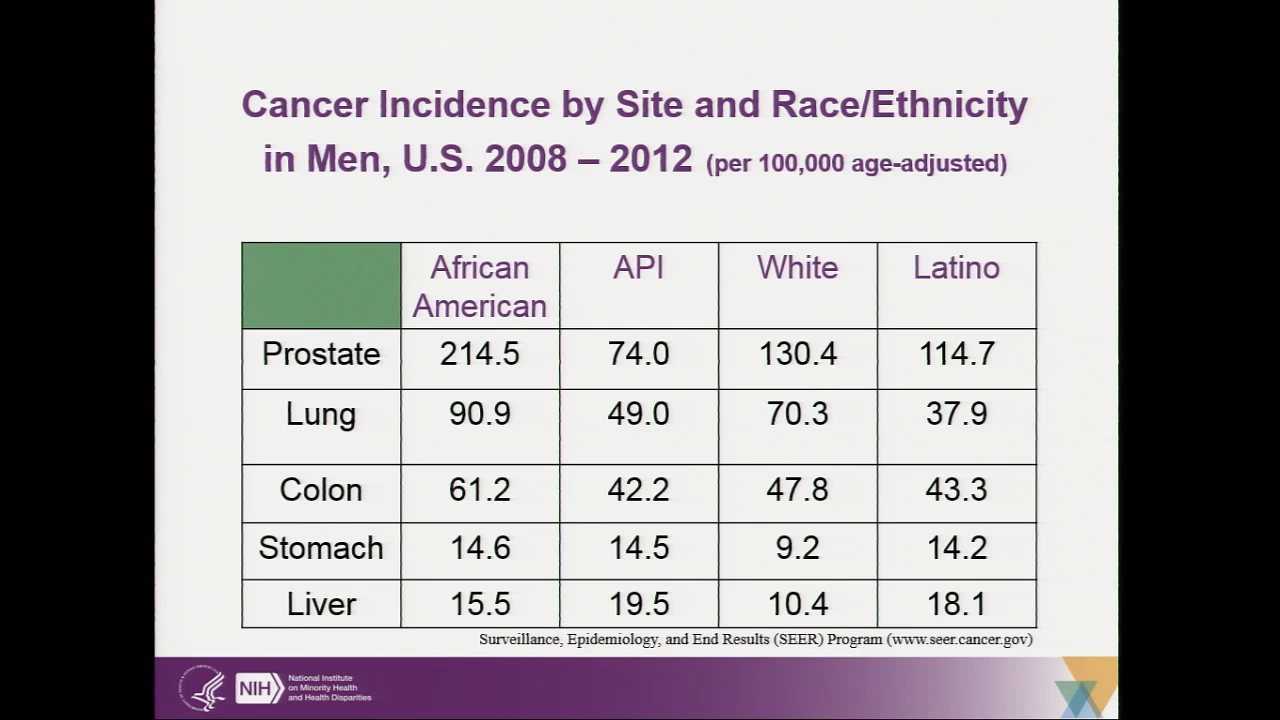 Cancer Incidence by Site and Race/Ethnicity
in Men, U.S. 2008 – 2012 (per 100,000 age-adjusted)
African American API White Latino
Prostate 214.5 74.0 130.4 114.7
Lung 90.9 49.0 70.3 37.9
Colon 61.2 42.2 47.8 43.3
Stomach 14.6 14.5 9.2 14.2
Liver 15.5 19.5 10.4 18.1
Surveillance, Epidemiology, and End Results (SEER) Program (www.seer.cancer.gov)
NIH
National Institute
on Minority Health
and Health Disparities